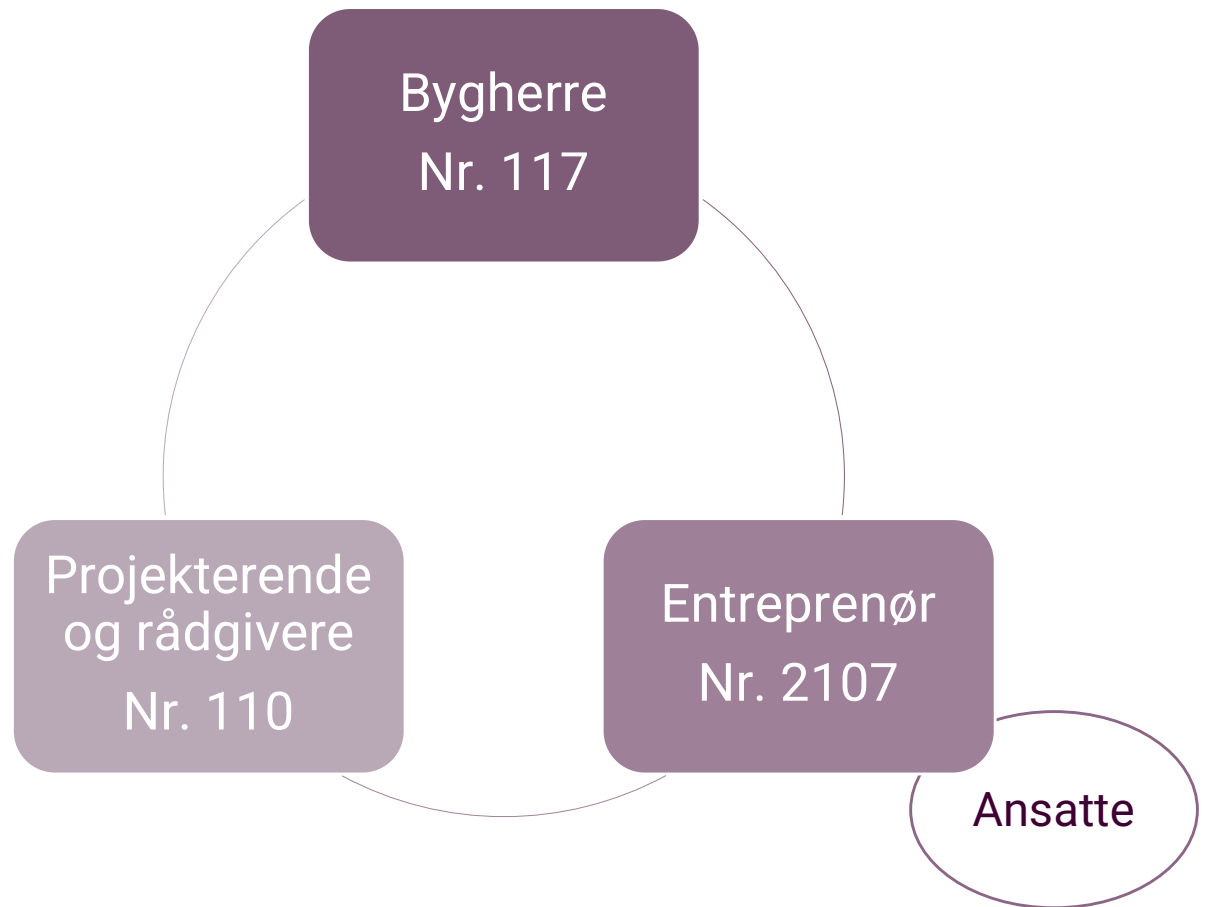 Bygherre
Nr. 117
Projekterende
og rådgivere
Nr. 110
Entreprenør
Nr. 2107
Ansatte